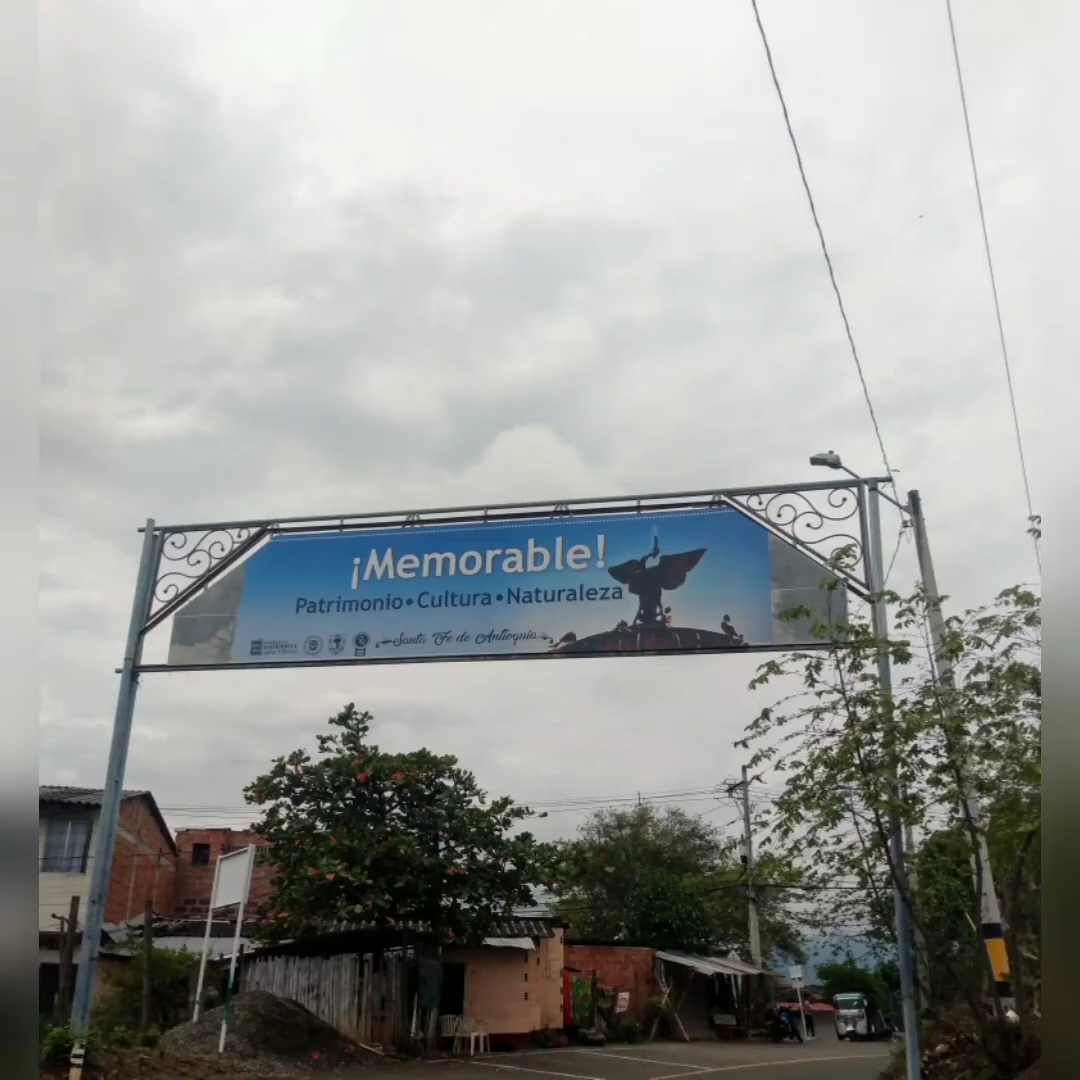 ¡Memorable!
Patrimonio • Cultura • Naturaleza
Santa Fe de Antioquia